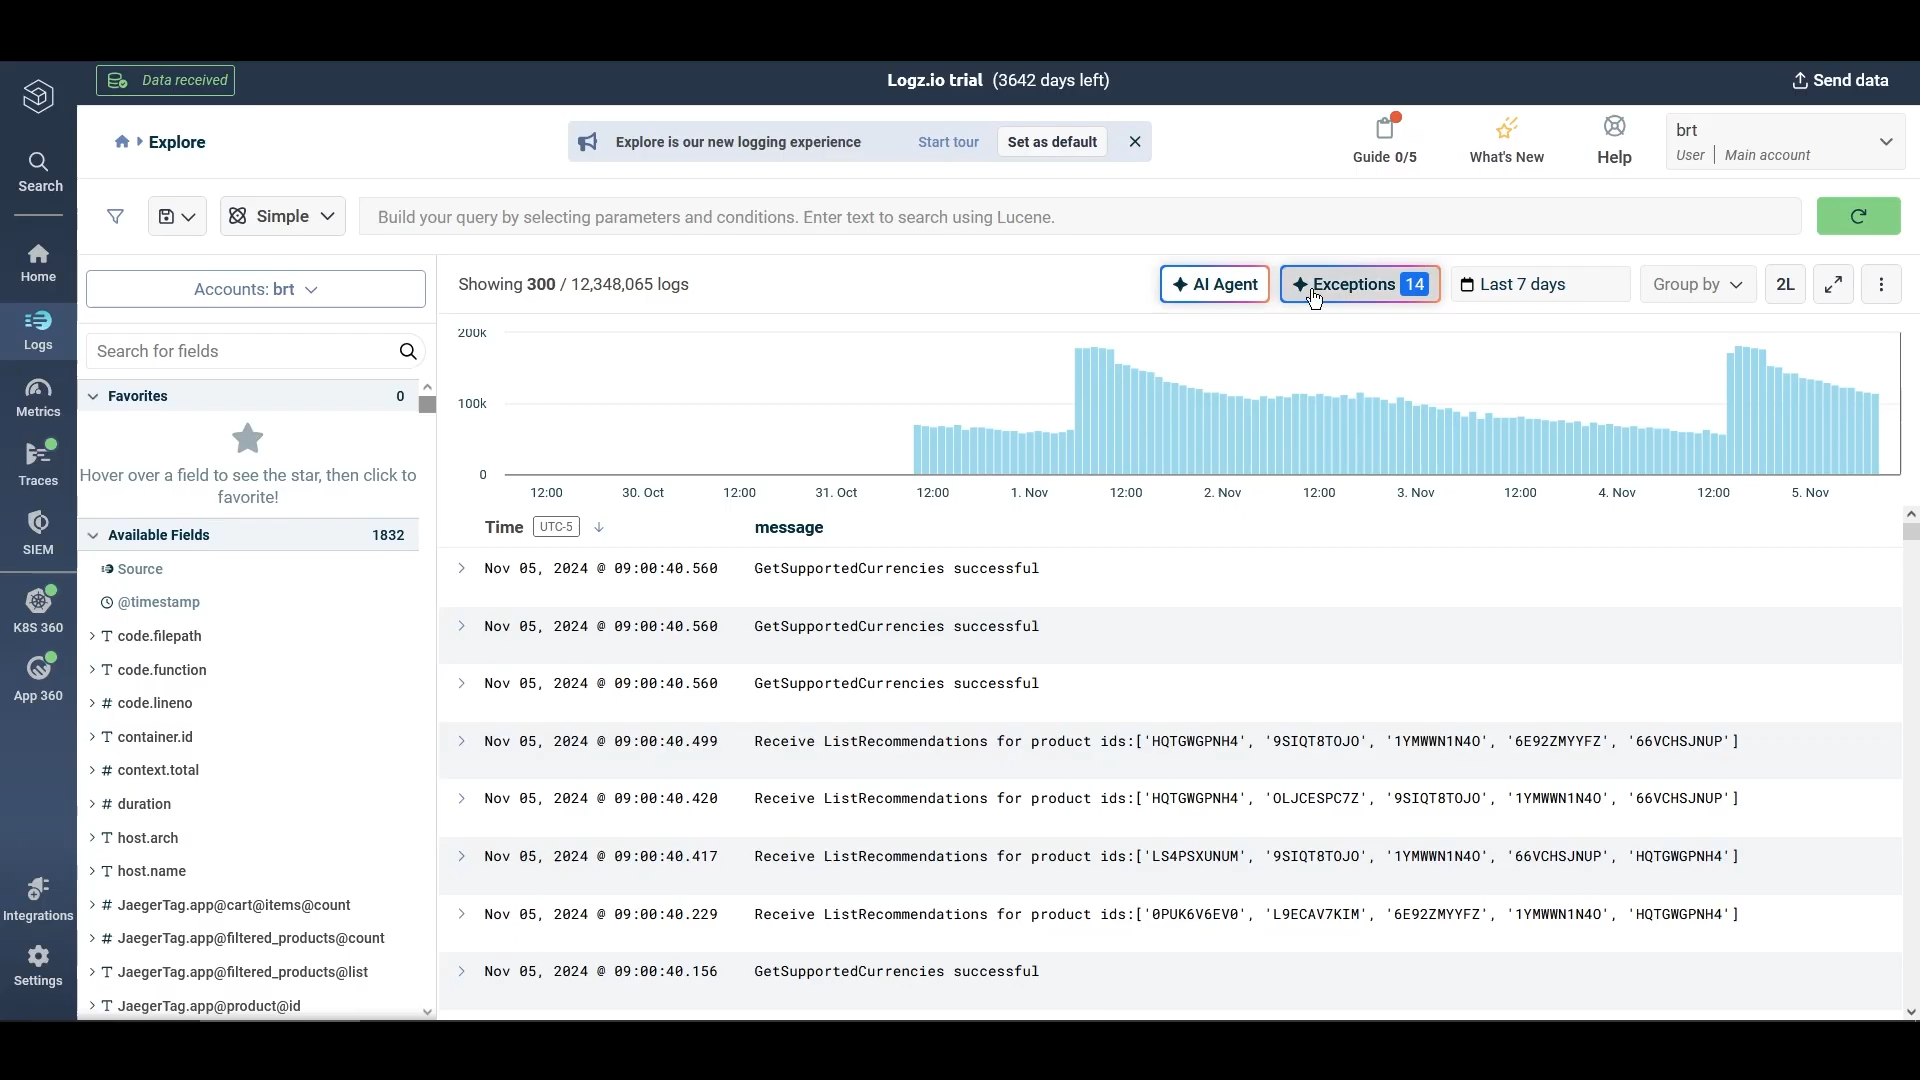 Data received
Logz.io trial (3642 days left)
Send data
Explore
Explore is our new logging experience
Start tour
Set as default
Guide 0/5
What's New
Help
brt
User | Main account
Search
Home
Logs
Metrics
Traces
SIEM
K8S 360
App 360
Integrations
Settings
Simple
Build your query by selecting parameters and conditions. Enter text to search using Lucene.
Accounts: brt
Search for fields
Favorites 0
Hover over a field to see the star, then click to
favorite!
Available Fields 1832
Source
@timestamp
T code.filepath
T code.function
# code.lineno
T container.id
# context.total
# duration
T host.arch
T host.name
# JaegerTag.app@cart@items@count
# JaegerTag.app@filtered_products@count
T JaegerTag.app@filtered_products@list
T JaegerTag.app@product@id
Showing 300 / 12,348,065 logs
AI Agent
Exceptions 14
Last 7 days
Group by
2L
200k
100k
0
12:00 30. Oct 12:00 31. Oct 12:00 1. Nov 12:00 2. Nov 12:00 3. Nov 12:00 4. Nov 12:00 5. Nov
Time UTC-5 message
Nov 05, 2024 @ 09:00:40.560 GetSupportedCurrencies successful
Nov 05, 2024 @ 09:00:40.560 GetSupportedCurrencies successful
Nov 05, 2024 @ 09:00:40.560 GetSupportedCurrencies successful
Nov 05, 2024 @ 09:00:40.499 Receive ListRecommendations for product ids:['HQTGWGPNH4', '9SIQT8TOJO', '1YMWWN1N4O', '6E92ZMYYFZ', '66VCHSJNUP']
Nov 05, 2024 @ 09:00:40.420 Receive ListRecommendations for product ids:['HQTGWGPNH4', 'OLJCESPC7Z', '9SIQT8TOJO', '1YMWWN1N4O', '66VCHSJNUP']
Nov 05, 2024 @ 09:00:40.417 Receive ListRecommendations for product ids:['LS4PSXUNUM', '9SIQT8TOJO', '1YMWWN1N4O', '66VCHSJNUP', 'HQTGWGPNH4']
Nov 05, 2024 @ 09:00:40.229 Receive ListRecommendations for product ids:['0PUK6V6EV0', 'L9ECAV7KIM', '6E92ZMYYFZ', '1YMWWN1N4O', 'HQTGWGPNH4']
Nov 05, 2024 @ 09:00:40.156 GetSupportedCurrencies successful